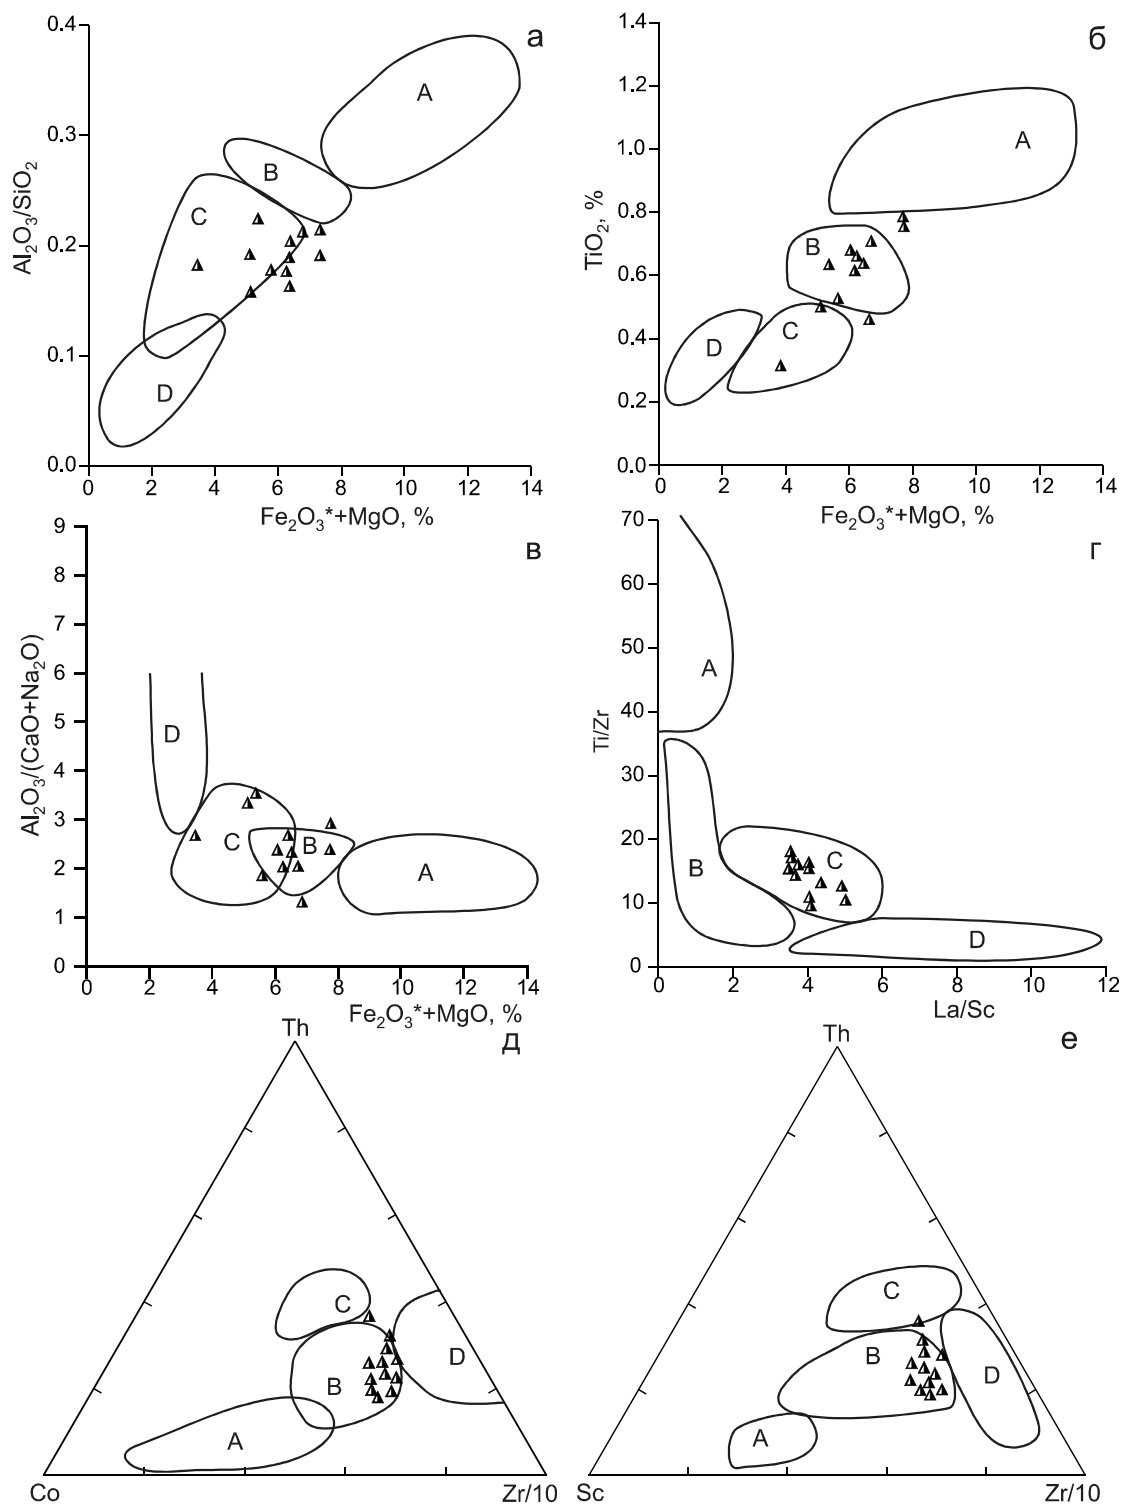 а
0.4
0.3
0.2
0.1
0.0
Al₂O₃/SiO₂
A
B
C
D
0 2 4 6 8 10 12 14
Fe₂O₃*+MgO, %
б
1.4
1.2
1.0
0.8
0.6
0.4
0.2
0.0
TiO₂, %
A
B
C
D
0 2 4 6 8 10 12 14
Fe₂O₃*+MgO, %
в
9
8
7
6
5
4
3
2
1
0
Al₂O₃/(CaO+Na₂O)
D
C
B
A
0 2 4 6 8 10 12 14
Fe₂O₃*+MgO, %
г
70
60
50
40
30
20
10
0
Ti/Zr
A
B
C
D
0 2 4 6 8 10 12
La/Sc
д
Th
C
D
B
A
Co Zr/10
е
Th
C
B
D
A
Sc Zr/10